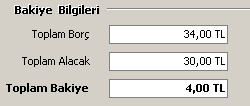 Bakiye Bilgileri
Toplam Borç 34,00 TL
Toplam Alacak 30,00 TL
Toplam Bakiye 4,00 TL